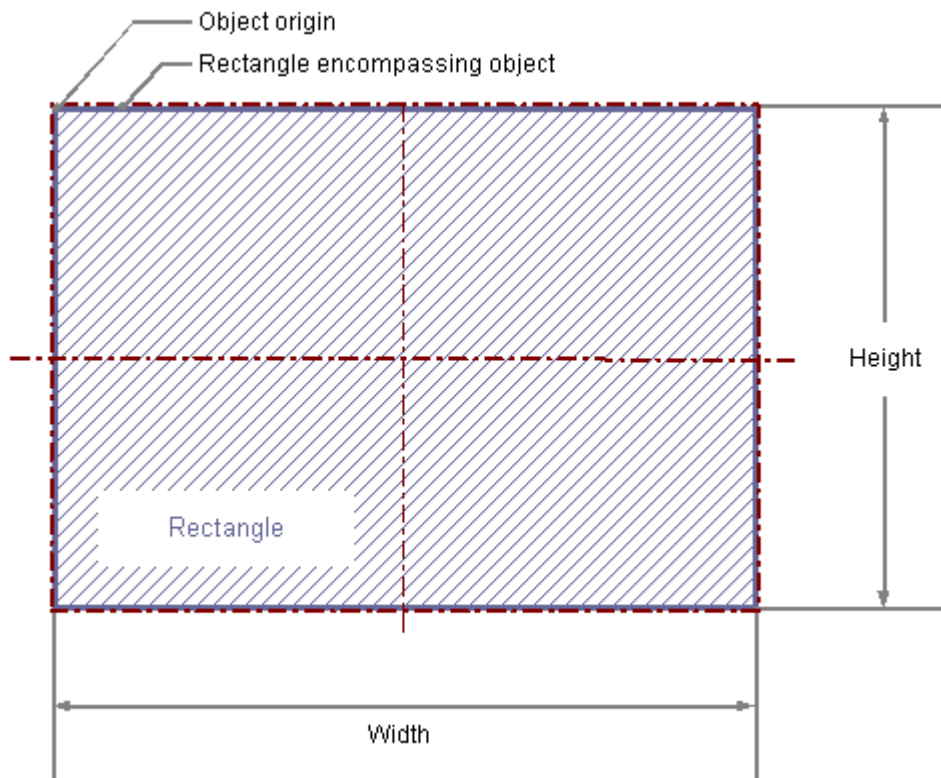 Object origin
Rectangle encompassing object
Height
Rectangle
Width